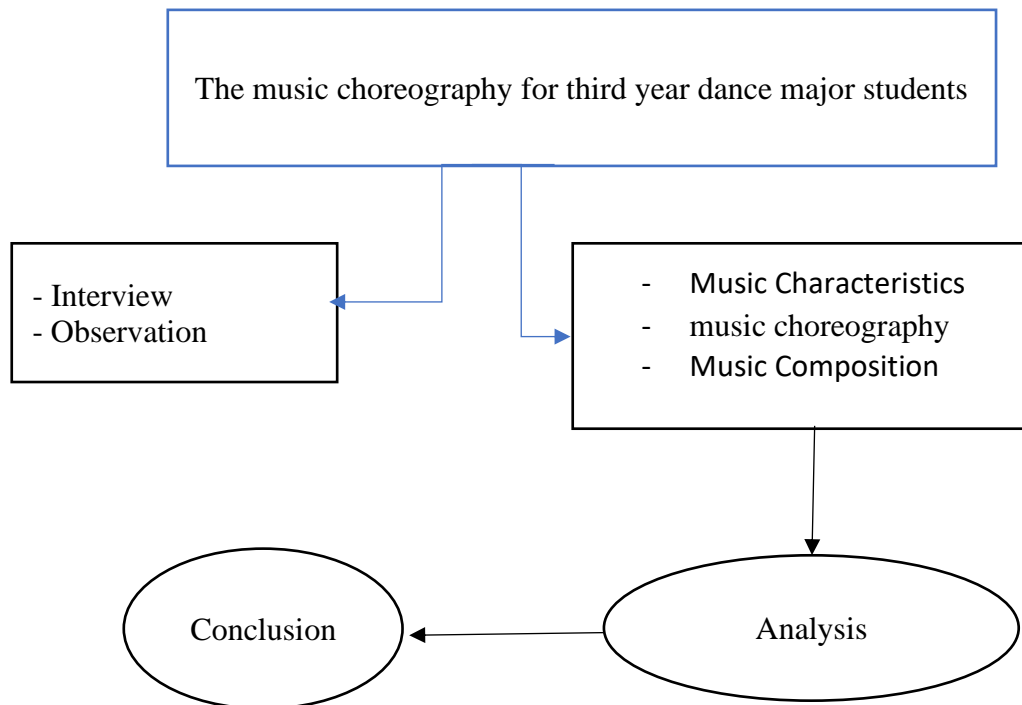 The music choreography for third year dance major students
- Interview
- Observation
- Music Characteristics
- music choreography
- Music Composition
Conclusion
Analysis